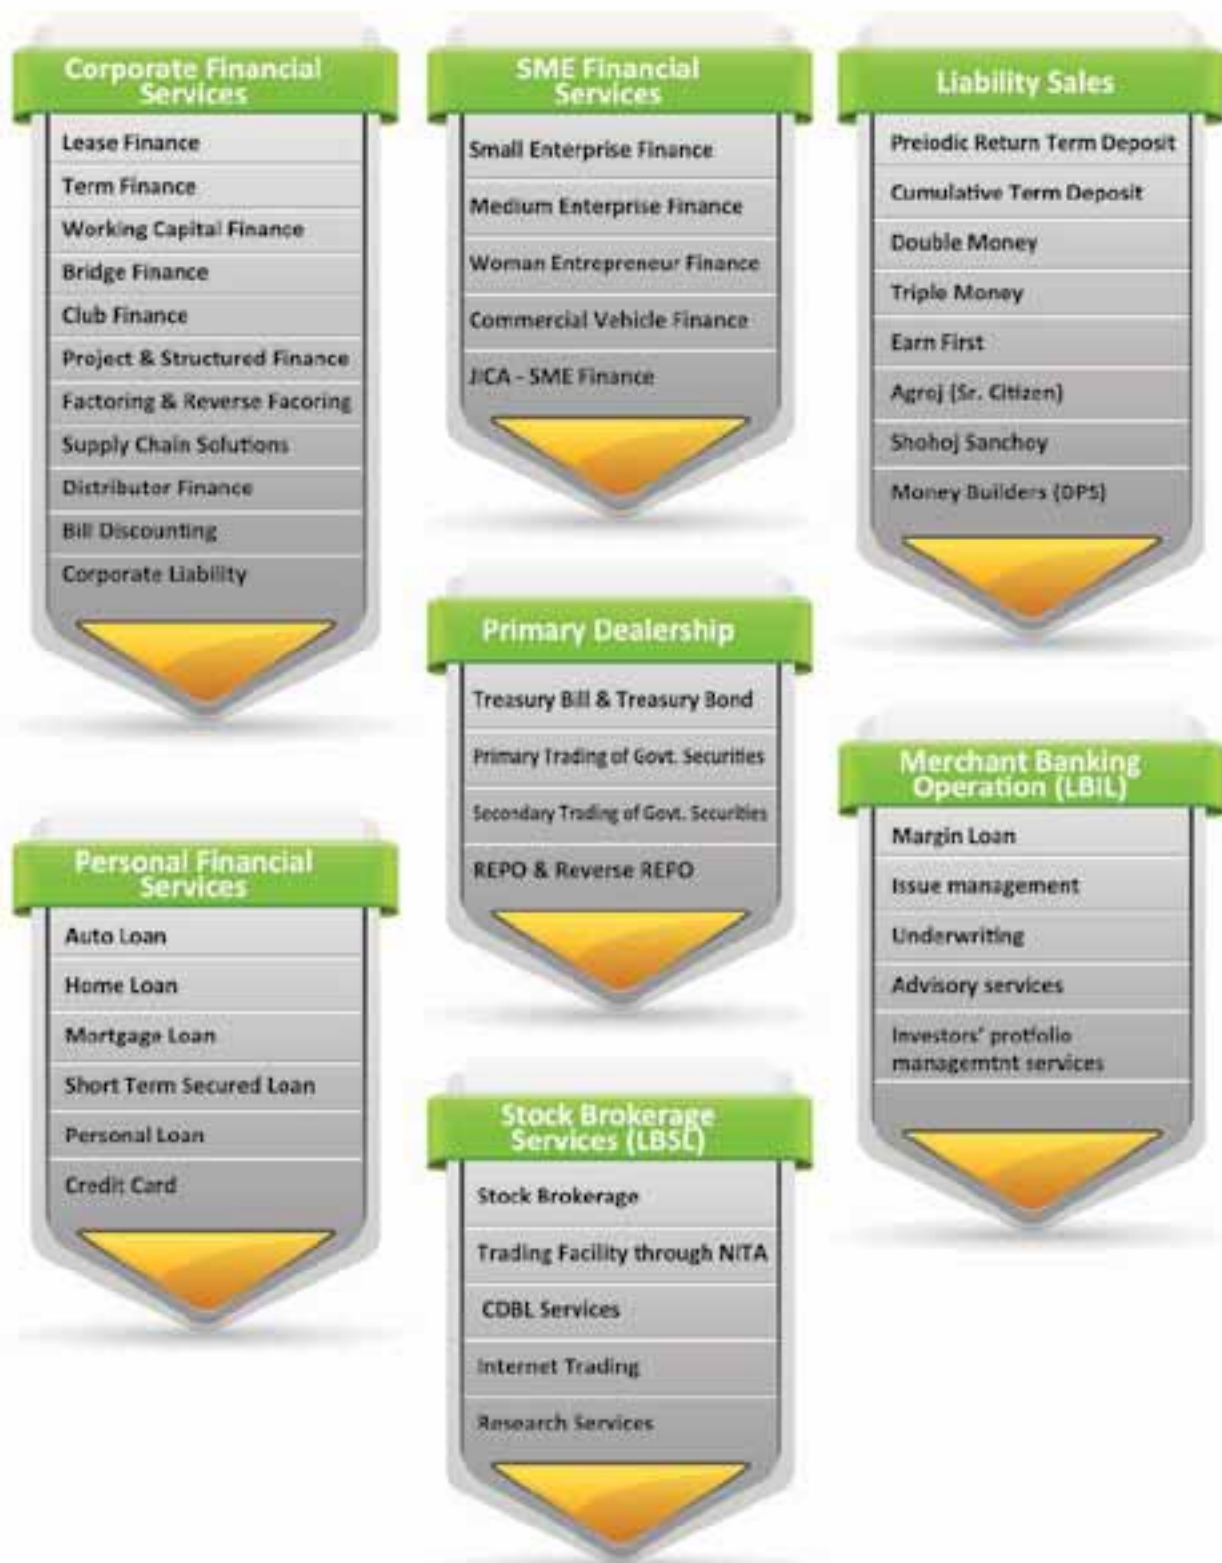 Corporate Financial
Services
Lease Finance
Term Finance
Working Capital Finance
Bridge Finance
Club Finance
Project & Structured Finance
Factoring & Reverse Facoring
Supply Chain Solutions
Distributor Finance
Bill Discounting
Corporate Liability
SME Financial
Services
Small Enterprise Finance
Medium Enterprise Finance
Woman Entrepreneur Finance
Commercial Vehicle Finance
JICA - SME Finance
Liability Sales
Preiodic Return Term Deposit
Cumulative Term Deposit
Double Money
Triple Money
Earn First
Agroj (Sr. Citizen)
Shohoj Sanchoy
Money Builders (DPS)
Primary Dealership
Treasury Bill & Treasury Bond
Primary Trading of Govt. Securities
Secondary Trading of Govt. Securities
REPO & Reverse REPO
Merchant Banking
Operation (LBIL)
Margin Loan
Issue management
Underwriting
Advisory services
Investors' protfolio
managemtnt services
Personal Financial
Services
Auto Loan
Home Loan
Mortgage Loan
Short Term Secured Loan
Personal Loan
Credit Card
Stock Brokerage
Services (LBSL)
Stock Brokerage
Trading Facility through NITA
CDBL Services
Internet Trading
Research Services